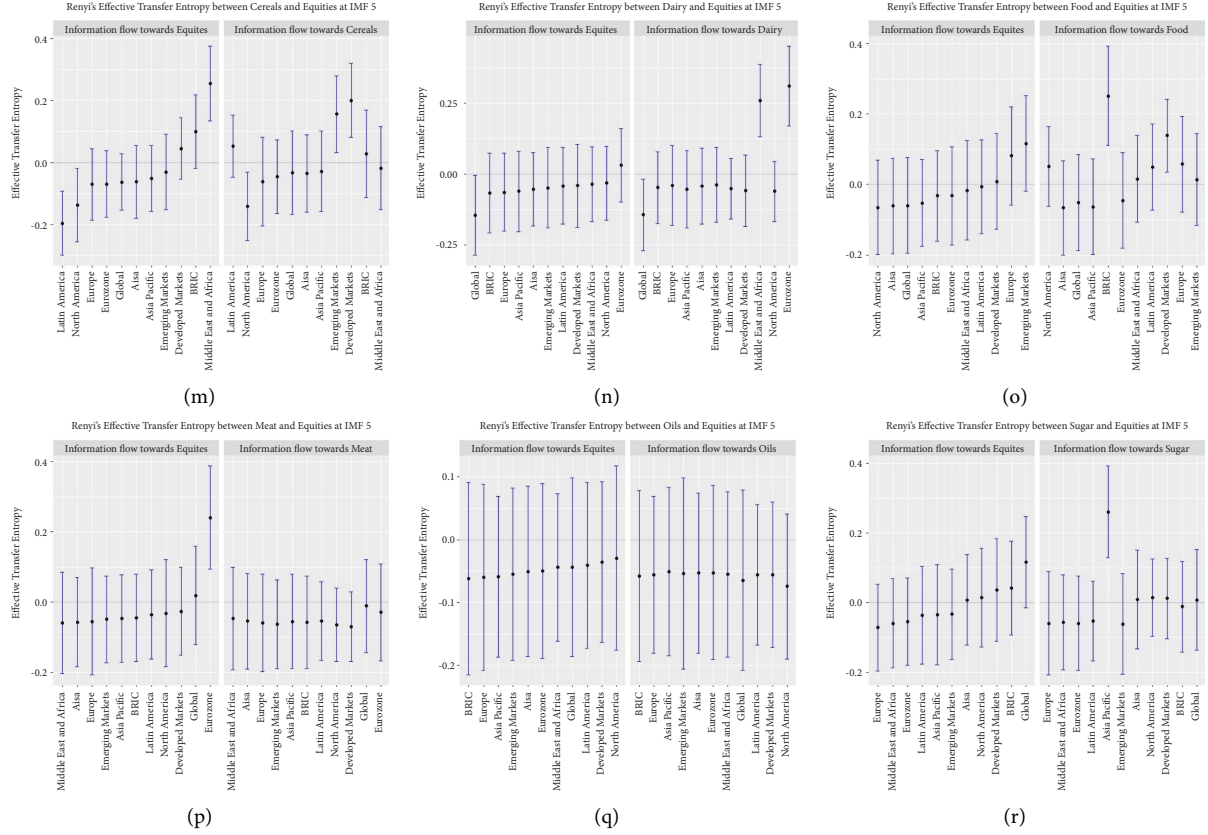 Renyi's Effective Transfer Entropy between Cereals and Equities at IMF 5
Information flow towards Equites
Information flow towards Cereals
Effective Transfer Entropy
0.4
0.2
0.0
-0.2
Latin America
North America
Europe
Eurozone
Global
Aisa
Asia Pacific
Emerging Markets
Developed Markets
BRIC
Middle East and Africa
Latin America
North America
Europe
Eurozone
Global
Aisa
Asia Pacific
Emerging Markets
Developed Markets
BRIC
Middle East and Africa
(m)
Renyi's Effective Transfer Entropy between Dairy and Equities at IMF 5
Information flow towards Equites
Information flow towards Dairy
Effective Transfer Entropy
0.25
0.00
-0.25
Global
BRIC
Europe
Asia Pacific
Aisa
Emerging Markets
Latin America
Developed Markets
Middle East and Africa
North America
Eurozone
Global
BRIC
Europe
Asia Pacific
Aisa
Emerging Markets
Latin America
Developed Markets
Middle East and Africa
North America
Eurozone
(n)
Renyi's Effective Transfer Entropy between Food and Equities at IMF 5
Information flow towards Equites
Information flow towards Food
Effective Transfer Entropy
0.4
0.2
0.0
-0.2
North America
Aisa
Global
Asia Pacific
BRIC
Eurozone
Middle East and Africa
Latin America
Developed Markets
Europe
Emerging Markets
North America
Aisa
Global
Asia Pacific
BRIC
Eurozone
Middle East and Africa
Latin America
Developed Markets
Europe
Emerging Markets
(o)
Renyi's Effective Transfer Entropy between Meat and Equities at IMF 5
Information flow towards Equites
Information flow towards Meat
Effective Transfer Entropy
0.4
0.2
0.0
-0.2
Middle East and Africa
Aisa
Europe
Emerging Markets
Asia Pacific
BRIC
Latin America
North America
Developed Markets
Global
Eurozone
Middle East and Africa
Aisa
Europe
Emerging Markets
Asia Pacific
BRIC
Latin America
North America
Developed Markets
Global
Eurozone
(p)
Renyi's Effective Transfer Entropy between Oils and Equities at IMF 5
Information flow towards Equites
Information flow towards Oils
Effective Transfer Entropy
0.1
0.0
-0.1
-0.2
BRIC
Europe
Asia Pacific
Emerging Markets
Aisa
Eurozone
Middle East and Africa
Global
Latin America
Developed Markets
North America
BRIC
Europe
Asia Pacific
Emerging Markets
Aisa
Eurozone
Middle East and Africa
Global
Latin America
Developed Markets
North America
(q)
Renyi's Effective Transfer Entropy between Sugar and Equities at IMF 5
Information flow towards Equites
Information flow towards Sugar
Effective Transfer Entropy
0.4
0.2
0.0
-0.2
Europe
Middle East and Africa
Eurozone
Latin America
Asia Pacific
Emerging Markets
Aisa
North America
Developed Markets
BRIC
Global
Europe
Middle East and Africa
Eurozone
Latin America
Asia Pacific
Emerging Markets
Aisa
North America
Developed Markets
BRIC
Global
(r)